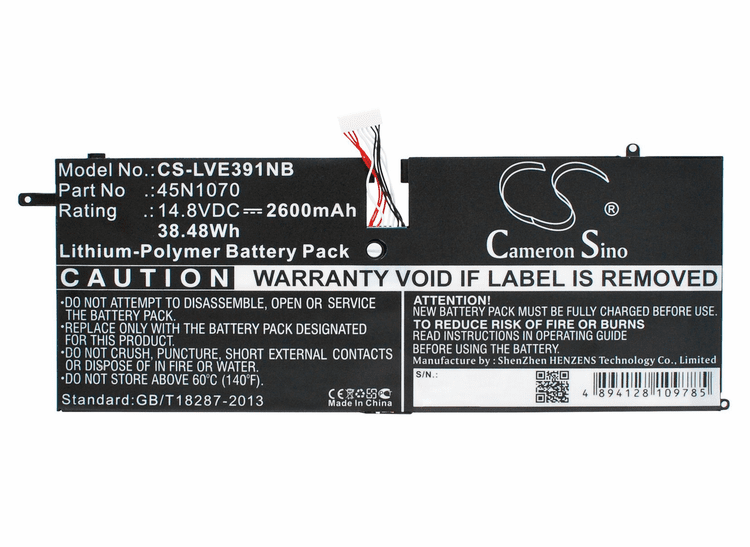 Model No.: CS-LVE391NB
Part No : 45N1070
Rating : 14.8VDC 2600mAh
38.48Wh
Lithium-Polymer Battery Pack
CS
®
Cameron Sino
CAUTION
WARRANTY VOID IF LABEL IS REMOVED
•DO NOT ATTEMPT TO DISASSEMBLE, OPEN OR SERVICE
THE BATTERY PACK.
•REPLACE ONLY WITH THE BATTERY PACK DESIGNATED
FOR THIS PRODUCT.
•DO NOT CRUSH, PUNCTURE, SHORT EXTERNAL CONTACTS
OR DISPOSE OF IN FIRE OR WATER.
•DO NOT STORE ABOVE 60°C (140°F).
Standard:GB/T18287-2013
CE
Made In China
ATTENTION!
NEW BATTERY PACK MUST BE FULLY CHARGED BEFORE USE.
TO REDUCE RISK OF FIRE OR BURNS
READ INSTRUCTIONS IN OPERATING GUIDE
BEFORE USING THE BATTERY.
Manufacture by : ShenZhen HENZENS Technology Co., Limited
S/N.:
4 894128 109785